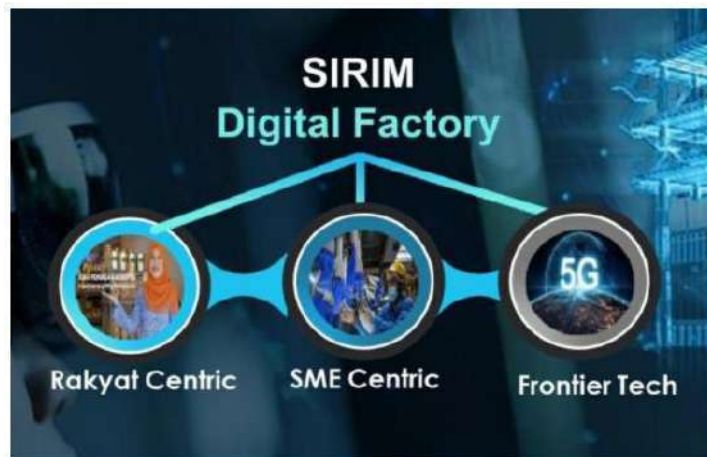 SIRIM
Digital Factory
5G
Rakyat Centric
SME Centric
Frontier Tech